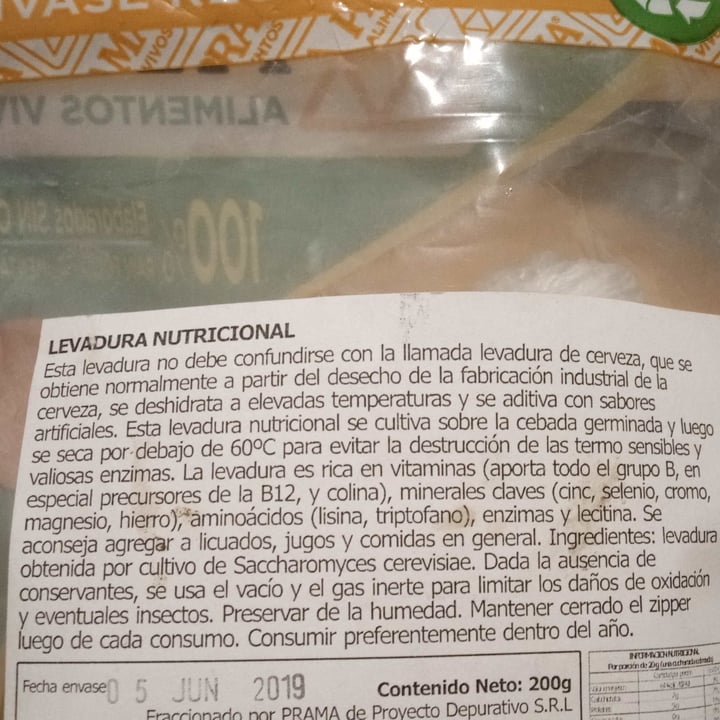 VIVOS
ALIMENTOS VIV
100%
Elaborados SIN C
LEVADURA NUTRICIONAL
Esta levadura no debe confundirse con la llamada levadura de cerveza, que se
obtiene normalmente a partir del desecho de la fabricación industrial de la
cerveza, se deshidrata a elevadas temperaturas y se aditiva con sabores
artificiales. Esta levadura nutricional se cultiva sobre la cebada germinada y luego
se seca por debajo de 60ºC para evitar la destrucción de las termo sensibles y
valiosas enzimas. La levadura es rica en vitaminas (aporta todo el grupo B, en
especial precursores de la B12, y colina), minerales claves (cinc, selenio, cromo,
magnesio, hierro), aminoácidos (lisina, triptofano), enzimas y lecitina. Se
aconseja agregar a licuados, jugos y comidas en general. Ingredientes: levadura
obtenida por cultivo de Saccharomyces cerevisiae. Dada la ausencia de
conservantes, se usa el vacío y el gas inerte para limitar los daños de oxidación
y eventuales insectos. Preservar de la humedad. Mantener cerrado el zipper
luego de cada consumo. Consumir preferentemente dentro del año.
Fecha envase 05 JUN 2019
Contenido Neto: 200g
Fraccionado por PRAMA de Proyecto Depurativo S.R.L
INFORMACION NUTRICIONAL